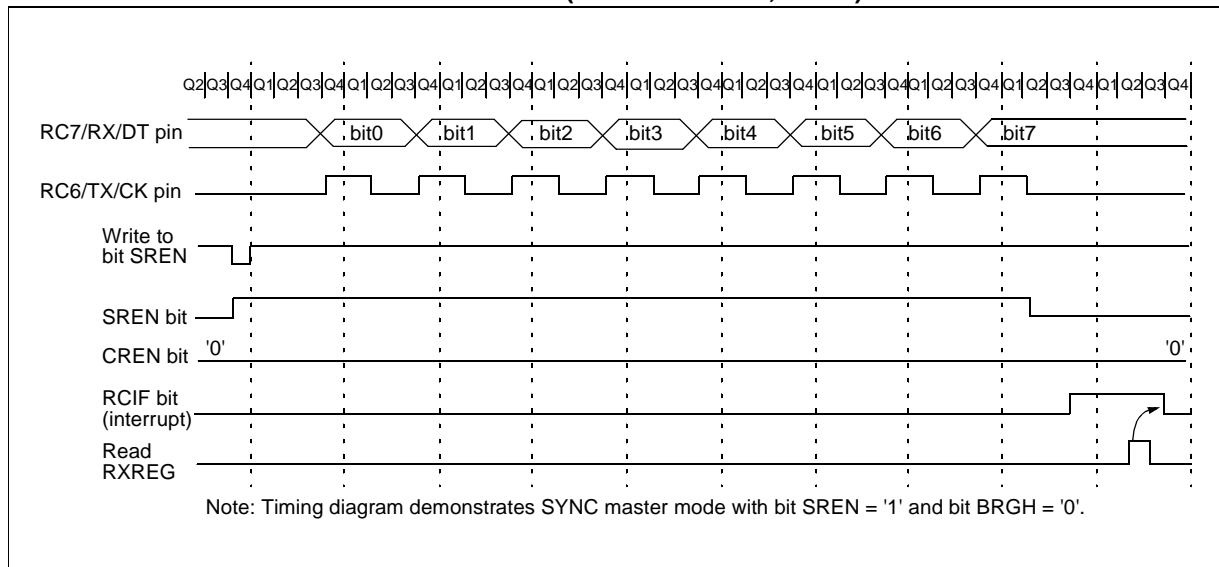 Q2|Q3|Q4|Q1|Q2|Q3|Q4|Q1|Q2|Q3|Q4|Q1|Q2|Q3|Q4|Q1|Q2|Q3|Q4|Q1|Q2|Q3|Q4|Q1|Q2|Q3|Q4|Q1|Q2|Q3|Q4|Q1|Q2|Q3|Q4|Q1|Q2|Q3|Q4|Q1|Q2|Q3|Q4
RC7/RX/DT pin bit0 bit1 bit2 bit3 bit4 bit5 bit6 bit7
RC6/TX/CK pin
Write to
bit SREN
SREN bit
CREN bit '0' '0'
RCIF bit
(interrupt)
Read
RXREG
Note: Timing diagram demonstrates SYNC master mode with bit SREN = '1' and bit BRGH = '0'.